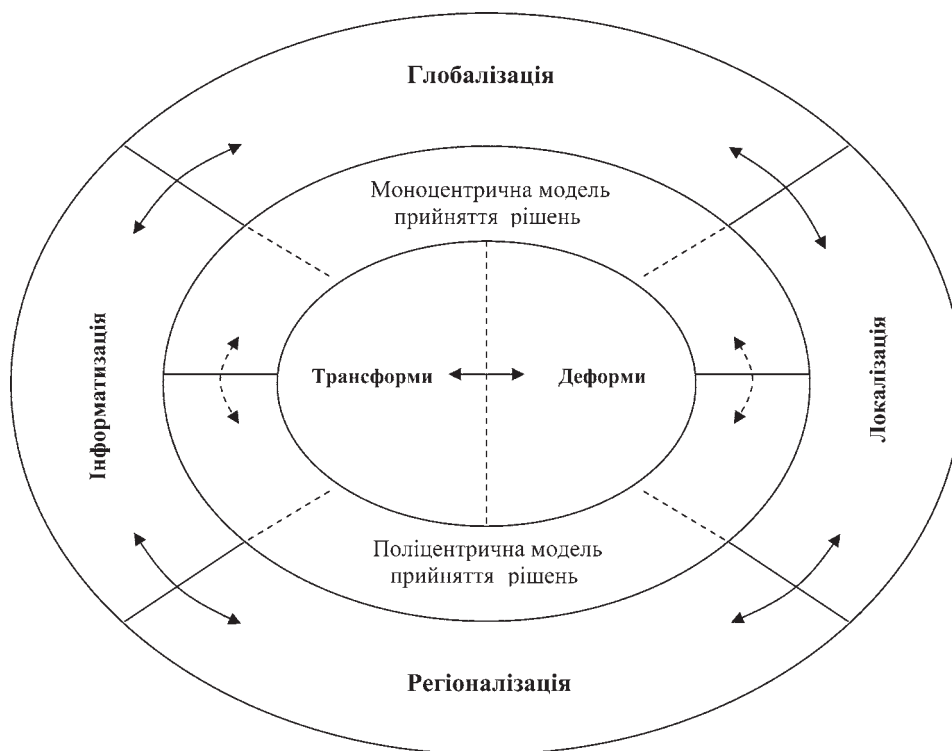 Глобалізація
Моноцентрична модель
прийняття рішень
Інформатизація
Трансформи
Деформи
Локалізація
Поліцентрична модель
прийняття рішень
Регіоналізація